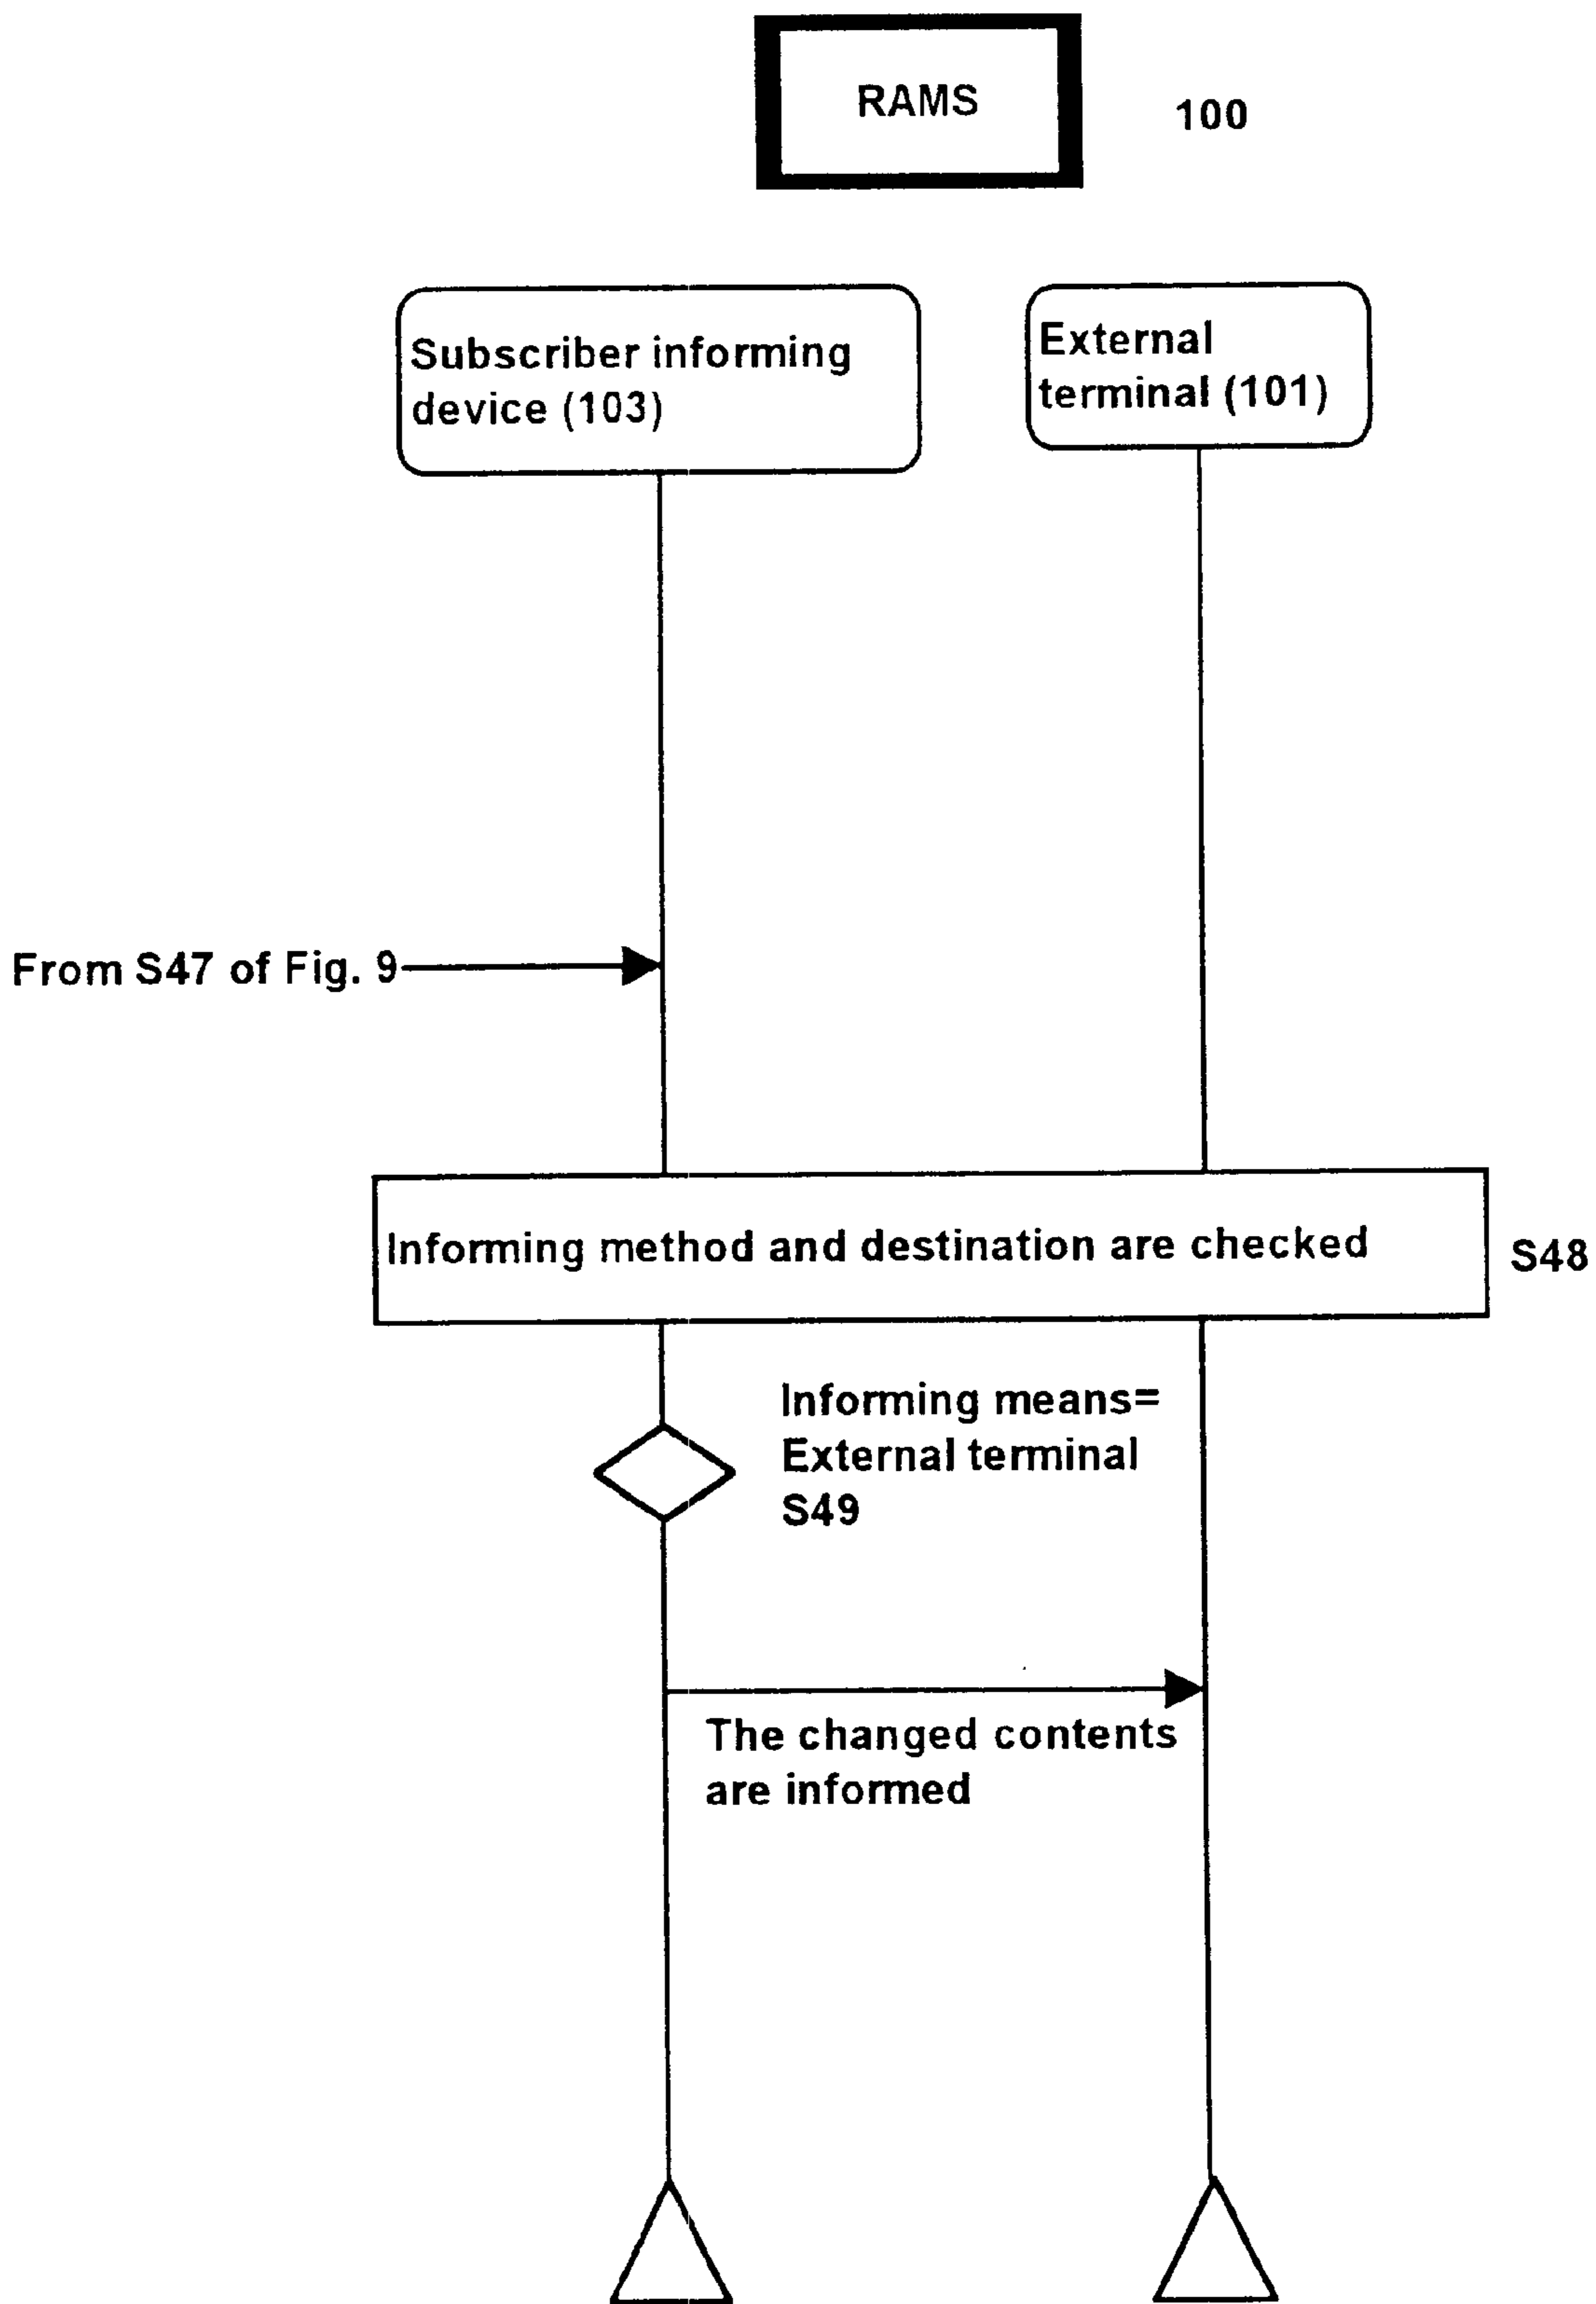 RAMS
100
Subscriber informing
device (103)
External
terminal (101)
From S47 of Fig. 9
Informing method and destination are checked
S48
Informing means=
External terminal
S49
The changed contents
are informed